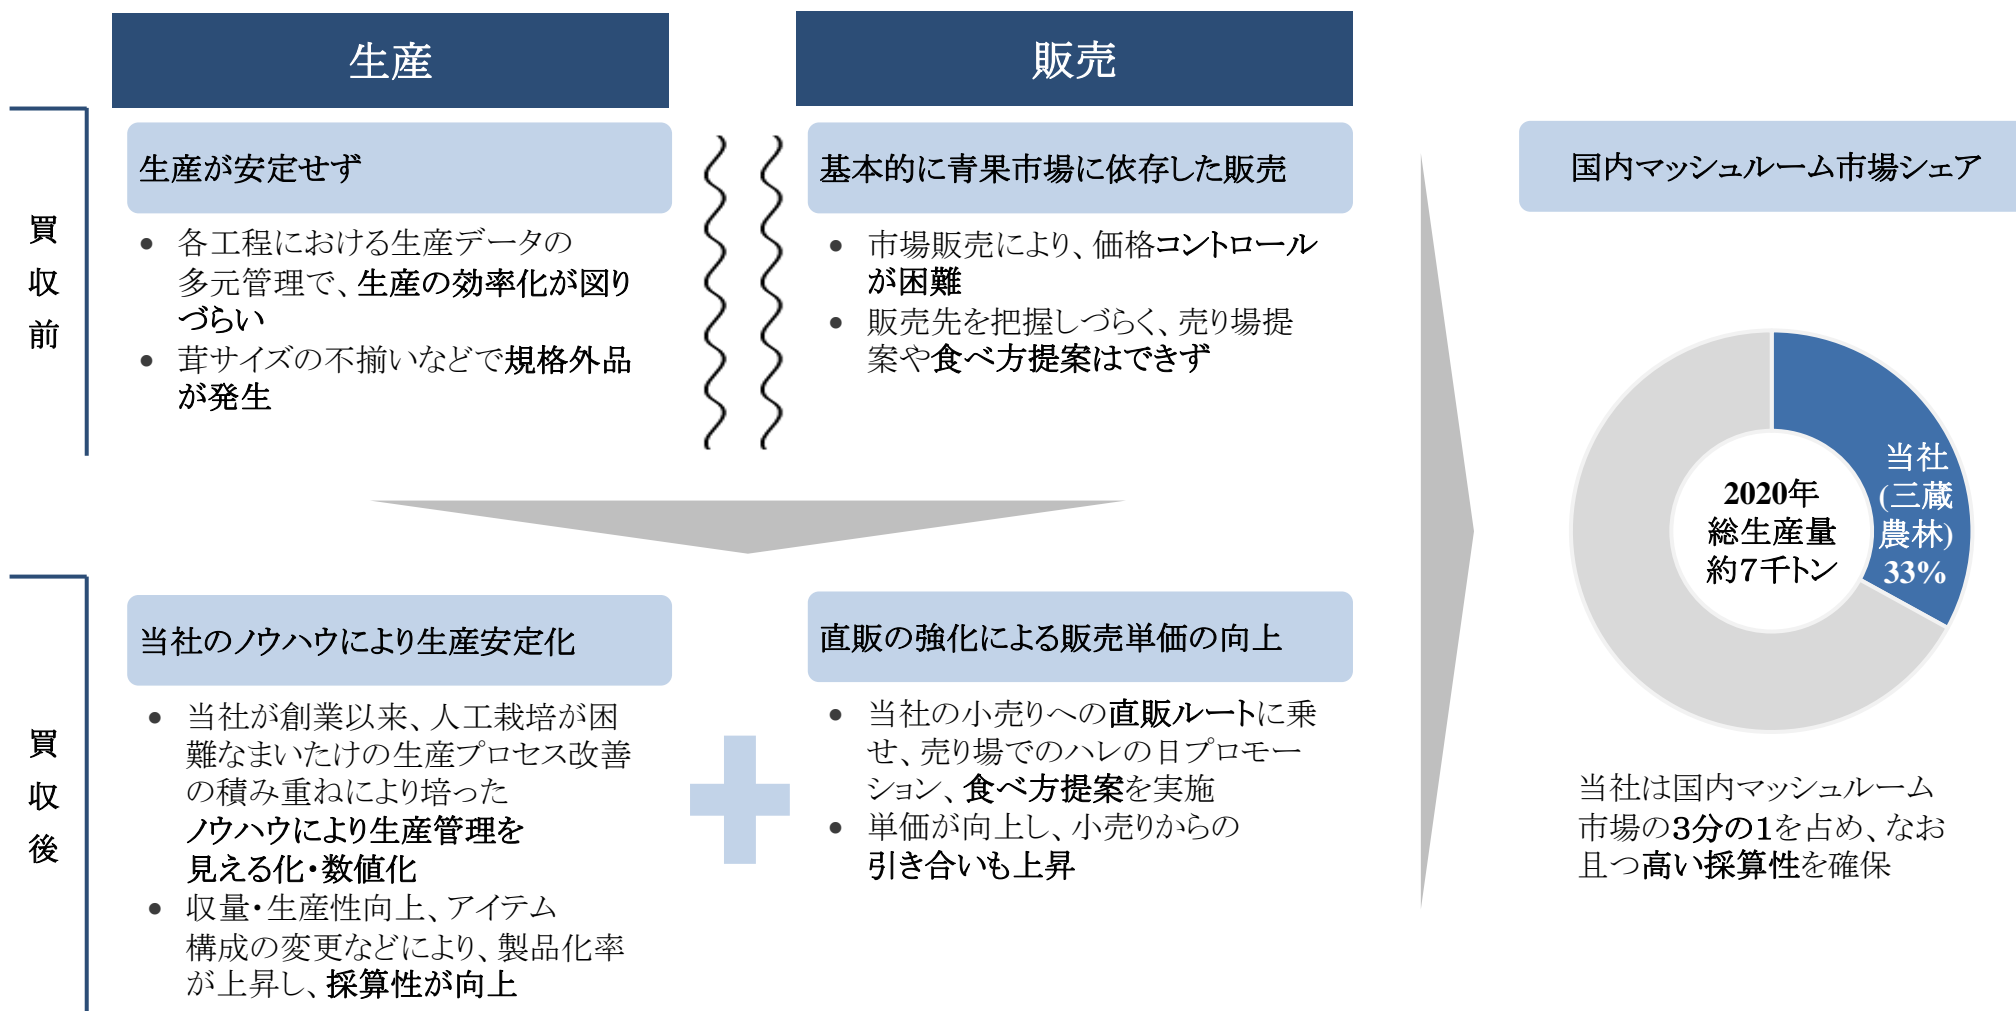 生産
販売
買
収
前
生産が安定せず
• 各工程における生産データの
多元管理で、生産の効率化が図り
づらい
• 茸サイズの不揃いなどで規格外品
が発生
基本的に青果市場に依存した販売
• 市場販売により、価格コントロール
が困難
• 販売先を把握しづらく、売り場提
案や食べ方提案はできず
買
収
後
当社のノウハウにより生産安定化
• 当社が創業以来、人工栽培が困
難なまいたけの生産プロセス改善
の積み重ねにより培った
ノウハウにより生産管理を
見える化・数値化
• 収量・生産性向上、アイテム
構成の変更などにより、製品化率
が上昇し、採算性が向上
直販の強化による販売単価の向上
• 当社の小売りへの直販ルートに乗
せ、売り場でのハレの日プロモー
ション、食べ方提案を実施
• 単価が向上し、小売りからの
引き合いも上昇
国内マッシュルーム市場シェア
当社
(三蔵
農林)
33%
2020年
総生産量
約7千トン
当社は国内マッシュルーム
市場の3分の1を占め、なお
且つ高い採算性を確保